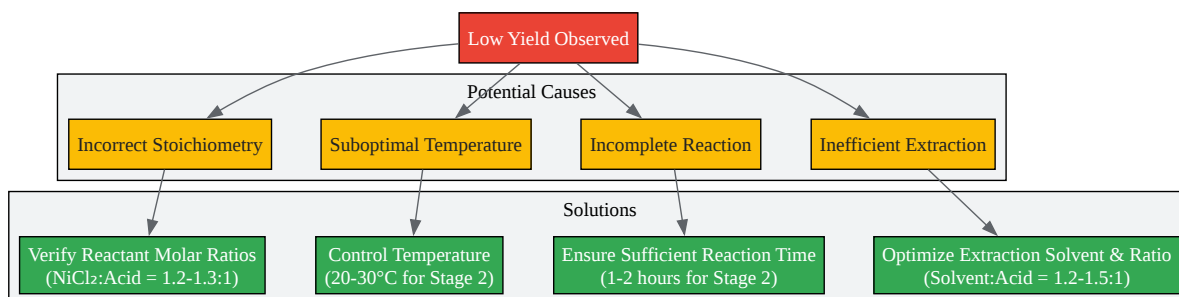 Low Yield Observed
Potential Causes
Incorrect Stoichiometry
Suboptimal Temperature
Incomplete Reaction
Inefficient Extraction
Solutions
Verify Reactant Molar Ratios
(NiCl₂:Acid = 1.2-1.3:1)
Control Temperature
(20-30°C for Stage 2)
Ensure Sufficient Reaction Time
(1-2 hours for Stage 2)
Optimize Extraction Solvent & Ratio
(Solvent:Acid = 1.2-1.5:1)